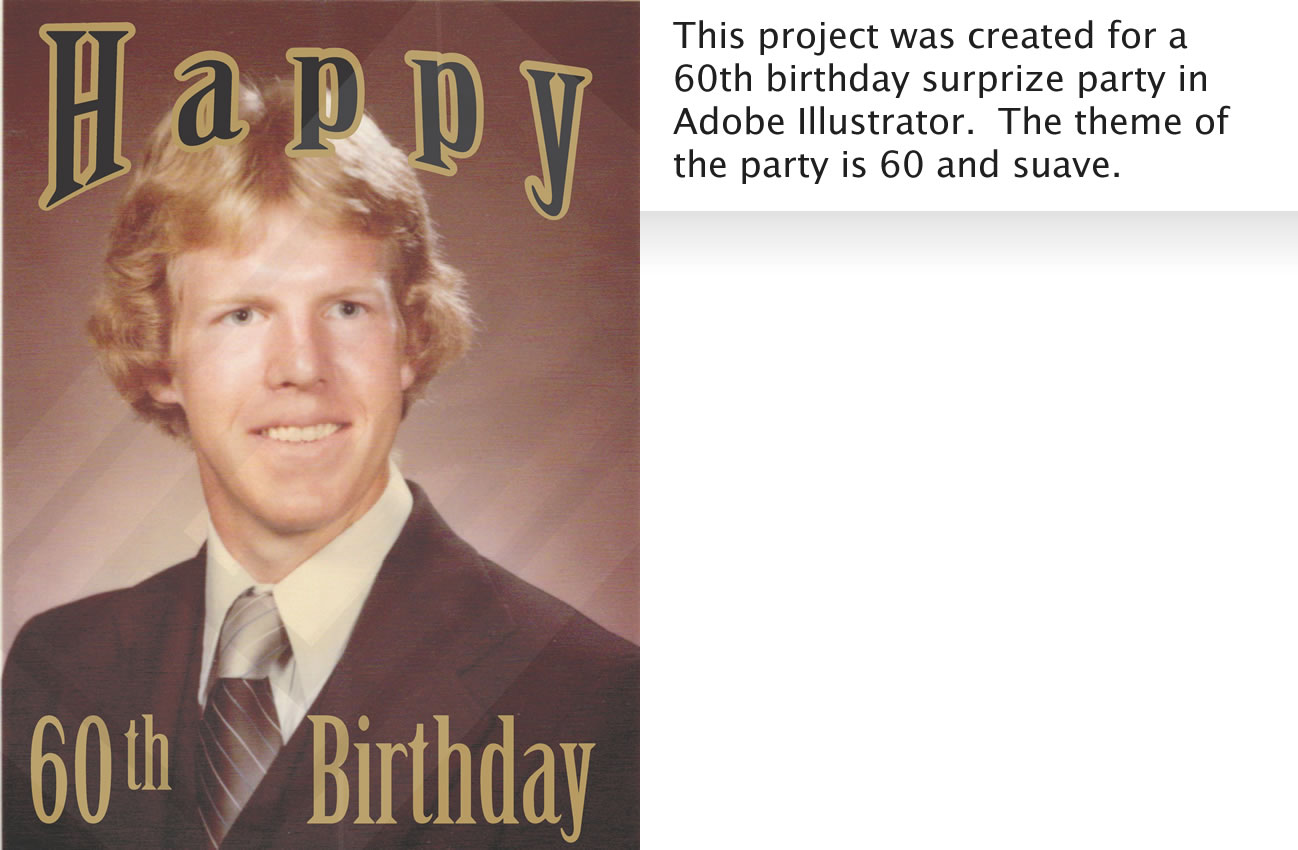 Happy
60th Birthday
This project was created for a
60th birthday surprize party in
Adobe Illustrator.  The theme of
the party is 60 and suave.